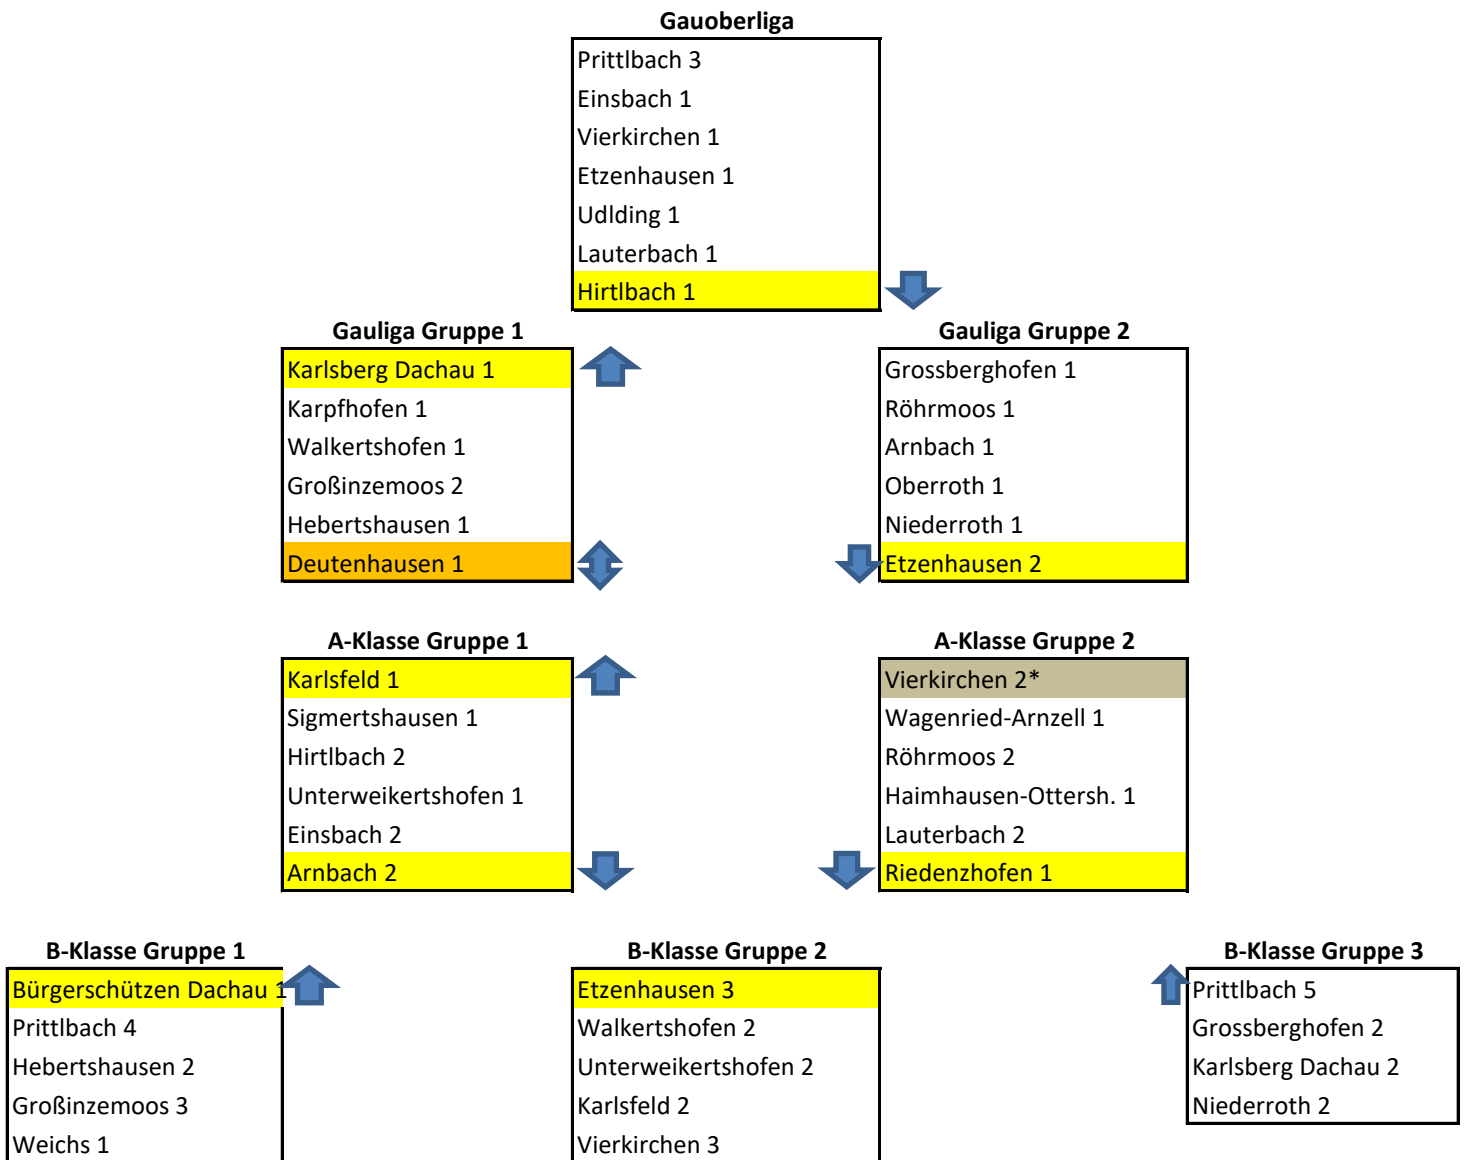 Gauoberliga
Prittlbach 3
Einsbach 1
Vierkirchen 1
Etzenhausen 1
Udlding 1
Lauterbach 1
Hirtlbach 1
Gauliga Gruppe 1
Karlsberg Dachau 1
Karpfhofen 1
Walkertshofen 1
Großinzemoos 2
Hebertshausen 1
Deutenhausen 1
Gauliga Gruppe 2
Grossberghofen 1
Röhrmoos 1
Arnbach 1
Oberroth 1
Niederroth 1
Etzenhausen 2
A-Klasse Gruppe 1
Karlsfeld 1
Sigmertshausen 1
Hirtlbach 2
Unterweikertshofen 1
Einsbach 2
Arnbach 2
A-Klasse Gruppe 2
Vierkirchen 2*
Wagenried-Arnzell 1
Röhrmoos 2
Haimhausen-Ottersh. 1
Lauterbach 2
Riedenzhofen 1
B-Klasse Gruppe 1
Bürgerschützen Dachau 1
Prittlbach 4
Hebertshausen 2
Großinzemoos 3
Weichs 1
B-Klasse Gruppe 2
Etzenhausen 3
Walkertshofen 2
Unterweikertshofen 2
Karlsfeld 2
Vierkirchen 3
B-Klasse Gruppe 3
Prittlbach 5
Grossberghofen 2
Karlsberg Dachau 2
Niederroth 2